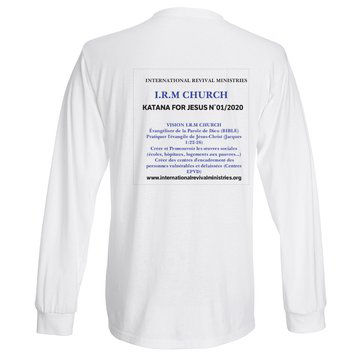 INTERNATIONAL REVIVAL MINISTRIES
I.R.M CHURCH
KATANA FOR JESUS N°01/2020
VISION I.R.M CHURCH
Évangéliser de la Parole de Dieu (BIBLE)
Pratiquer l'évangile de Jésus-Christ (Jacques
1:22-26)
Créer et Promouvoir les œuvres sociales
(écoles, hôpitaux, logements aux pauvres...)
Créer des centres d'encadrement des
personnes vulnérables et délaissées (Centres
EPVD)
www.internationalrevivalministries.org